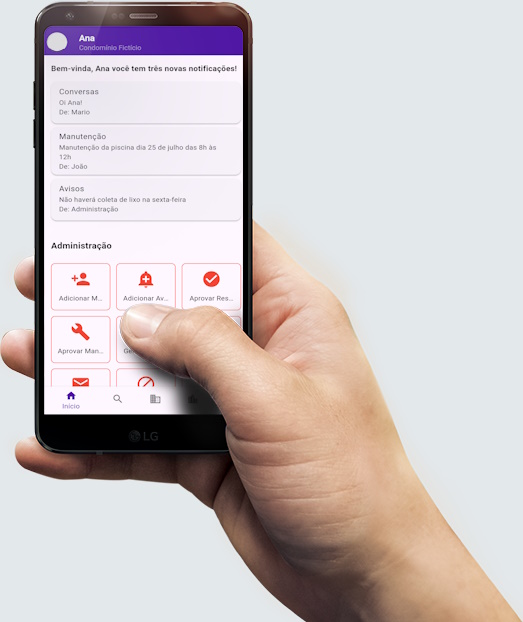 Ana
Condomínio Fictício
Bem-vinda, Ana você tem três novas notificações!
Conversas
Oi Ana!
De: Mario
Manutenção
Manutenção da piscina dia 25 de julho das 8h às
12h
De: João
Avisos
Não haverá coleta de lixo na sexta-feira
De: Administração
Administração
Adicionar M...
Adicionar Av...
Aprovar Res...
Aprovar Man...
Início
LG